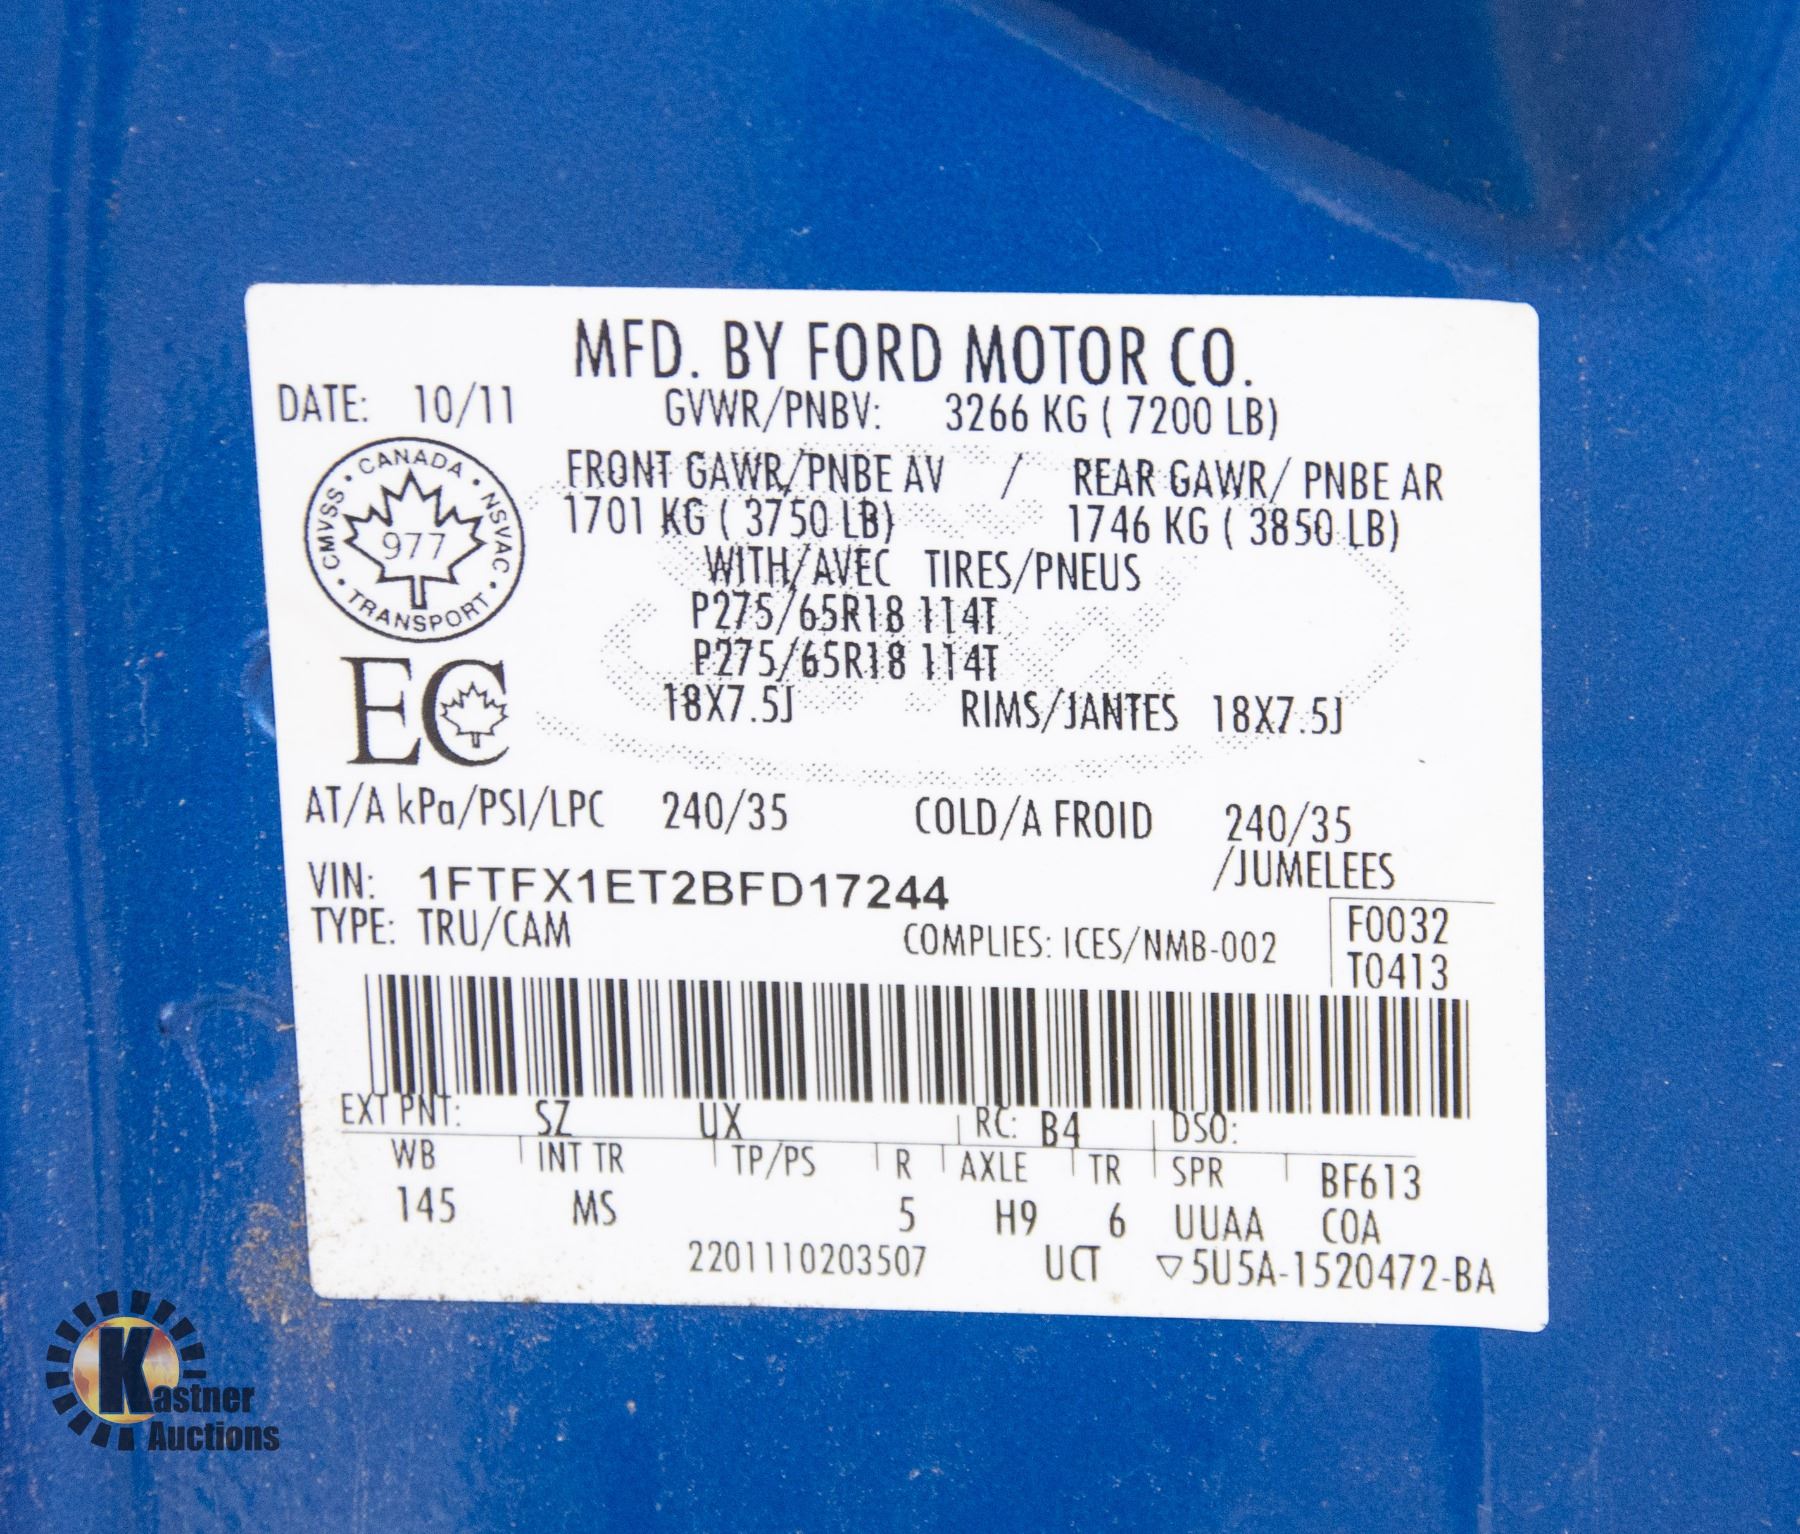 MFD. BY FORD MOTOR CO.
DATE: 10/11 GVWR/PNBV: 3266 KG ( 7200 LB)
CANADA · NSVAC · TRANSPORT · CMVSS ·
977
FRONT GAWR/PNBE AV / REAR GAWR/ PNBE AR
1701 KG ( 3750 LB) 1746 KG ( 3850 LB)
WITH/AVEC TIRES/PNEUS
P275/65R18 114T
P275/65R18 114T
EC
18X7.5J RIMS/JANTES 18X7.5J
AT/A kPa/PSI/LPC 240/35 COLD/A FROID 240/35
/JUMELEES
VIN: 1FTFX1ET2BFD17244
TYPE: TRU/CAM COMPLIES: ICES/NMB-002
F0032
T0413
EXT PNT: SZ UX RC: B4 DSO:
WB INT TR TP/PS R AXLE TR SPR BF613
145 MS 5 H9 6 UUAA COA
2201110203507 UCT ▽5U5A-1520472-BA
Kastner
Auctions